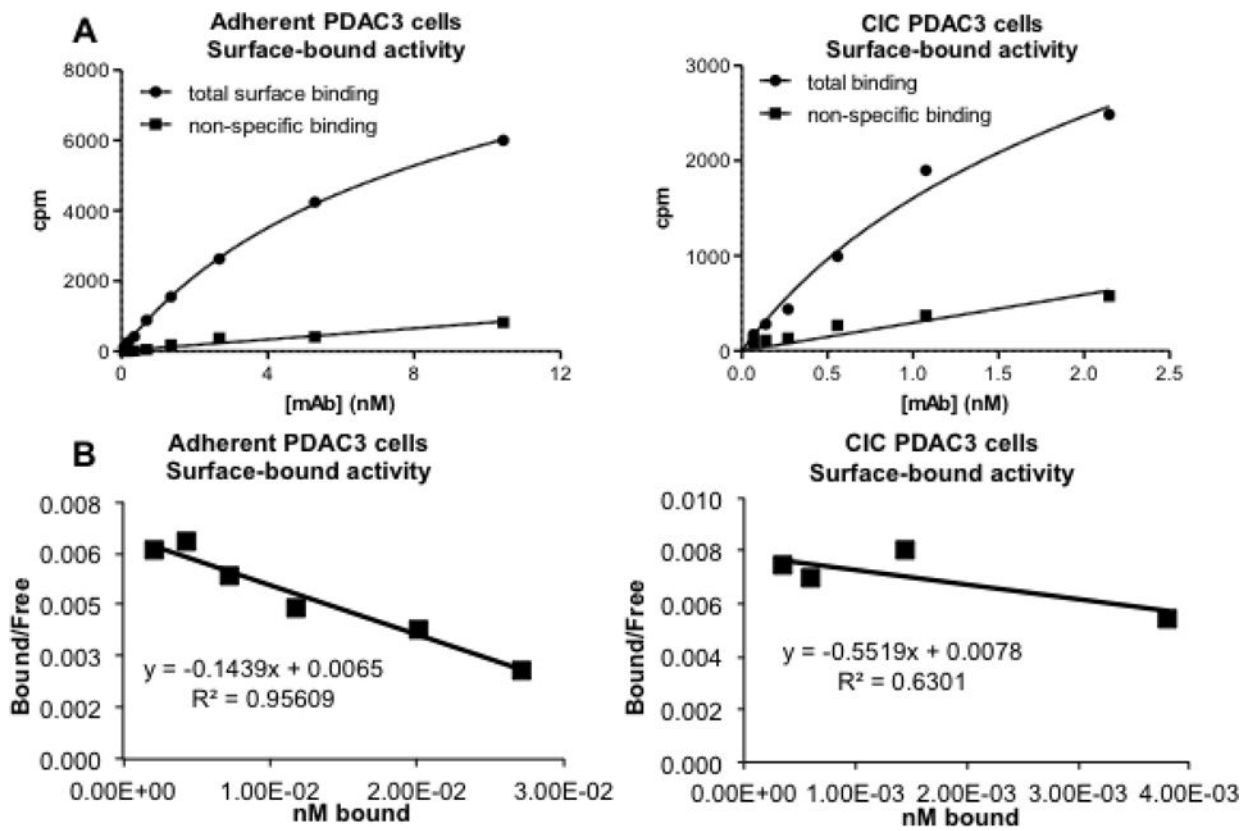 A
Adherent PDAC3 cells
Surface-bound activity
8000
6000
4000
2000
0
cpm
total surface binding
non-specific binding
0 4 8 12
[mAb] (nM)
CIC PDAC3 cells
Surface-bound activity
3000
2000
1000
0
cpm
total binding
non-specific binding
0.0 0.5 1.0 1.5 2.0 2.5
[mAb] (nM)
B
Adherent PDAC3 cells
Surface-bound activity
0.008
0.006
0.005
0.003
0.002
0.000
Bound/Free
y = -0.1439x + 0.0065
R² = 0.95609
0.00E+00 1.00E-02 2.00E-02 3.00E-02
nM bound
CIC PDAC3 cells
Surface-bound activity
0.010
0.008
0.006
0.004
0.002
0.000
Bound/Free
y = -0.5519x + 0.0078
R² = 0.6301
0.00E+00 1.00E-03 2.00E-03 3.00E-03 4.00E-03
nM bound